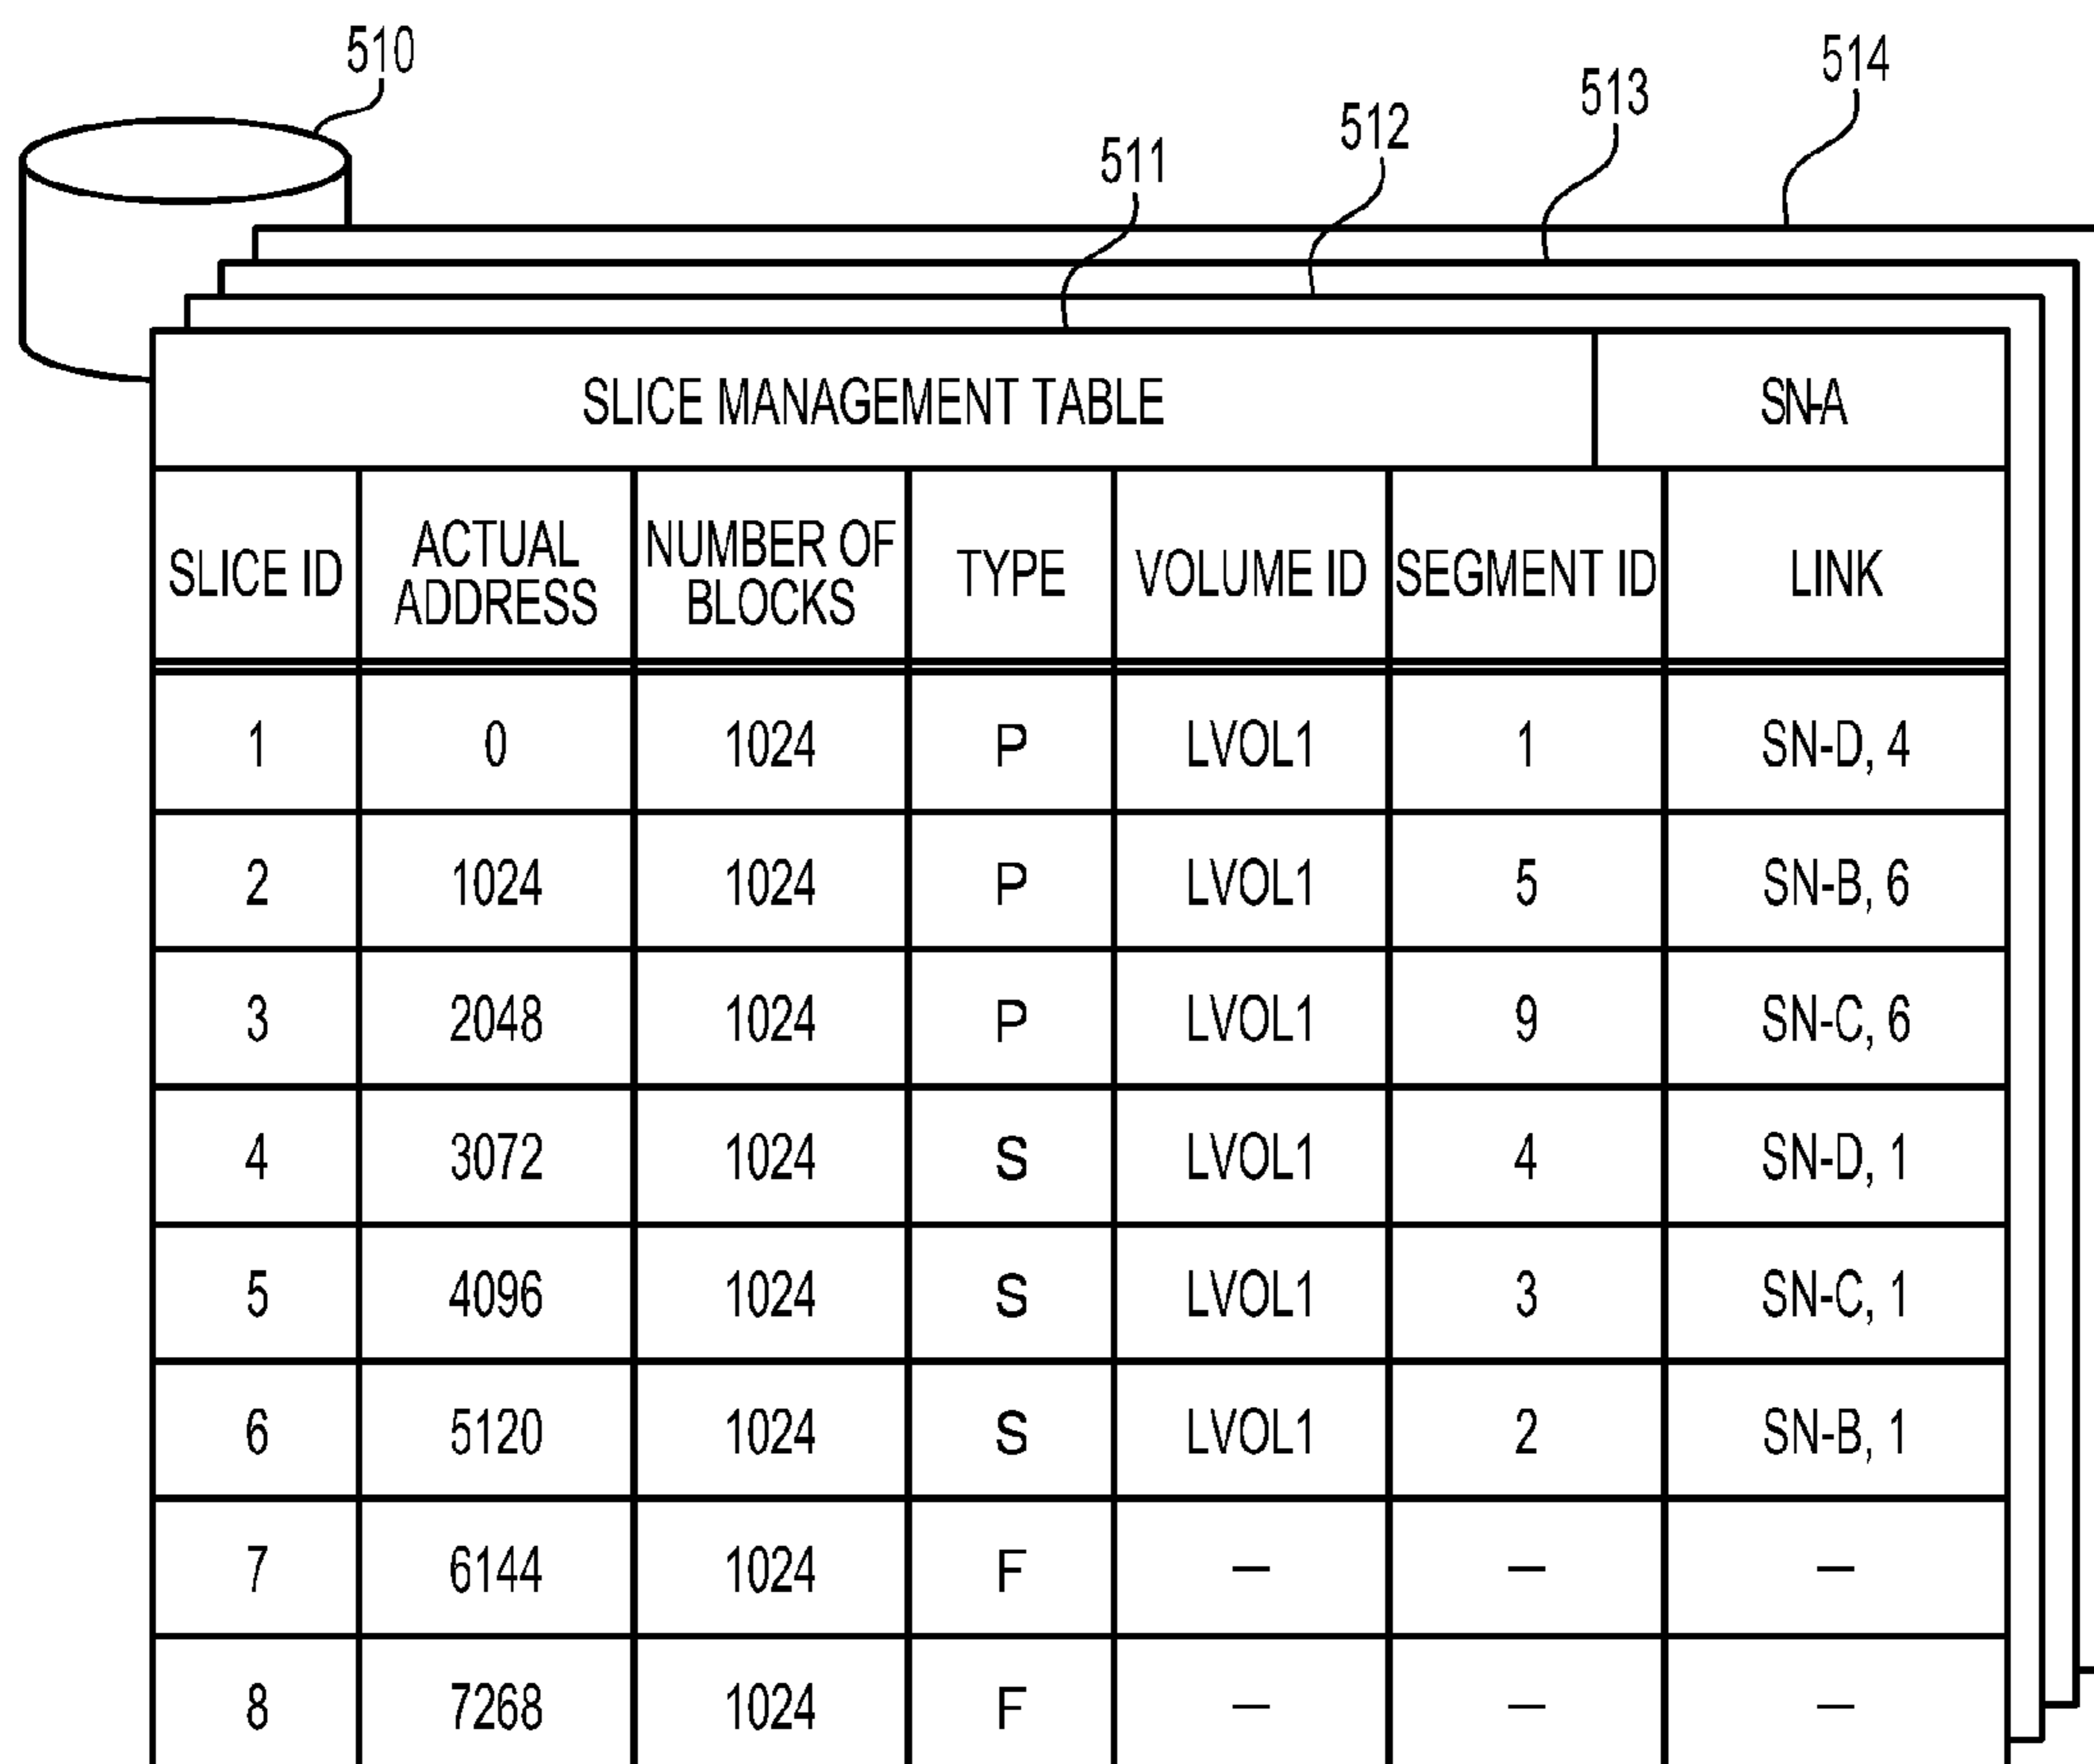 510
514
513
512
511
SLICE MANAGEMENT TABLE SN-A
SLICE ID ACTUAL ADDRESS NUMBER OF BLOCKS TYPE VOLUME ID SEGMENT ID LINK
1 0 1024 P LVOL1 1 SN-D, 4
2 1024 1024 P LVOL1 5 SN-B, 6
3 2048 1024 P LVOL1 9 SN-C, 6
4 3072 1024 S LVOL1 4 SN-D, 1
5 4096 1024 S LVOL1 3 SN-C, 1
6 5120 1024 S LVOL1 2 SN-B, 1
7 6144 1024 F — — —
8 7268 1024 F — — —